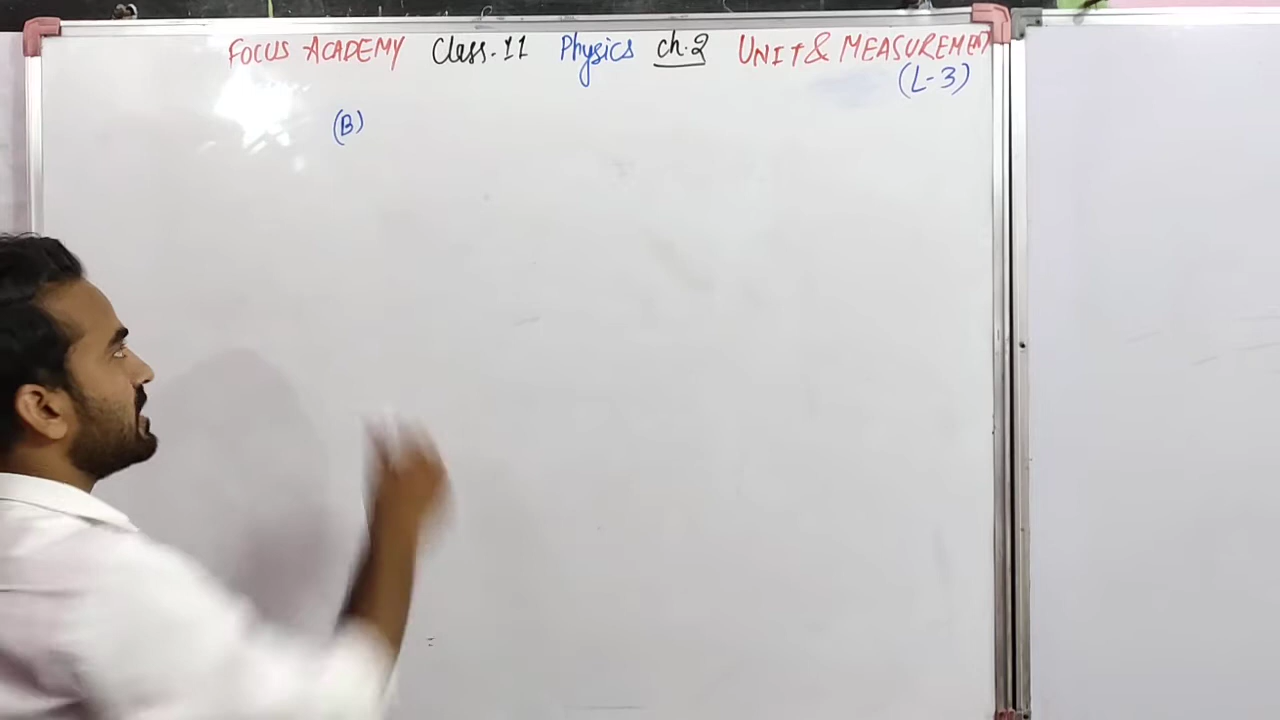 FOCUS ACADEMY Class-11 Physics ch.2 UNIT & MEASUREMENT
(L-3)
(B)